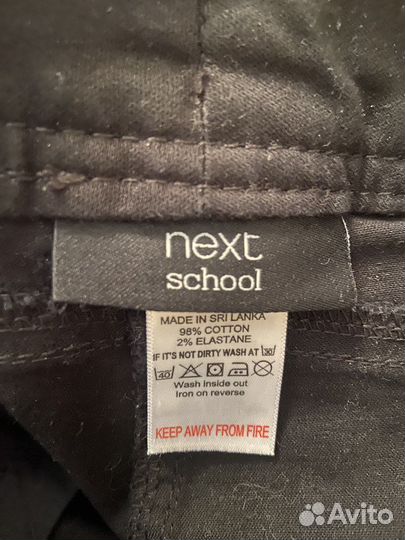 next
school
MADE IN SRI LANKA
98% COTTON
2% ELASTANE
IF IT'S NOT DIRTY WASH AT 30
40
Wash inside out
Iron on reverse
KEEP AWAY FROM FIRE
Avito